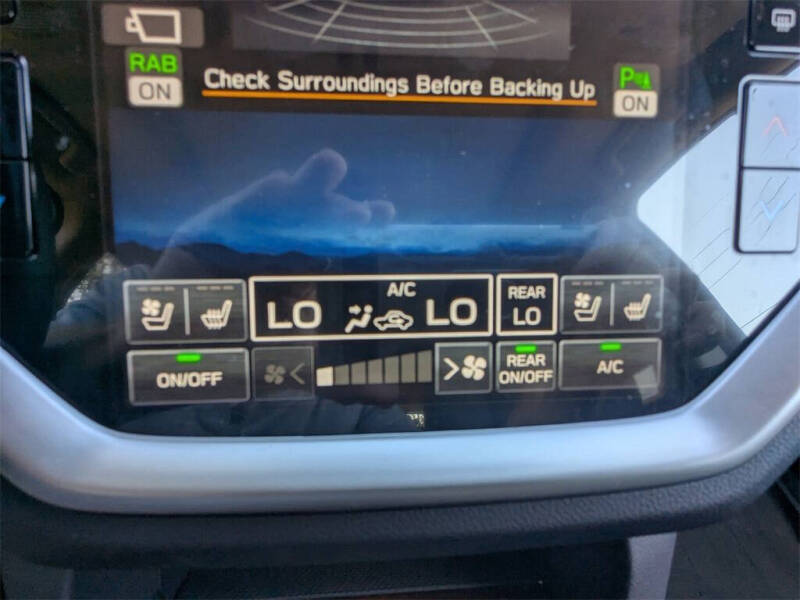 RAB
ON
Check Surroundings Before Backing Up
P
ON
A/C
LO LO
REAR
LO
ON/OFF
REAR
ON/OFF
A/C